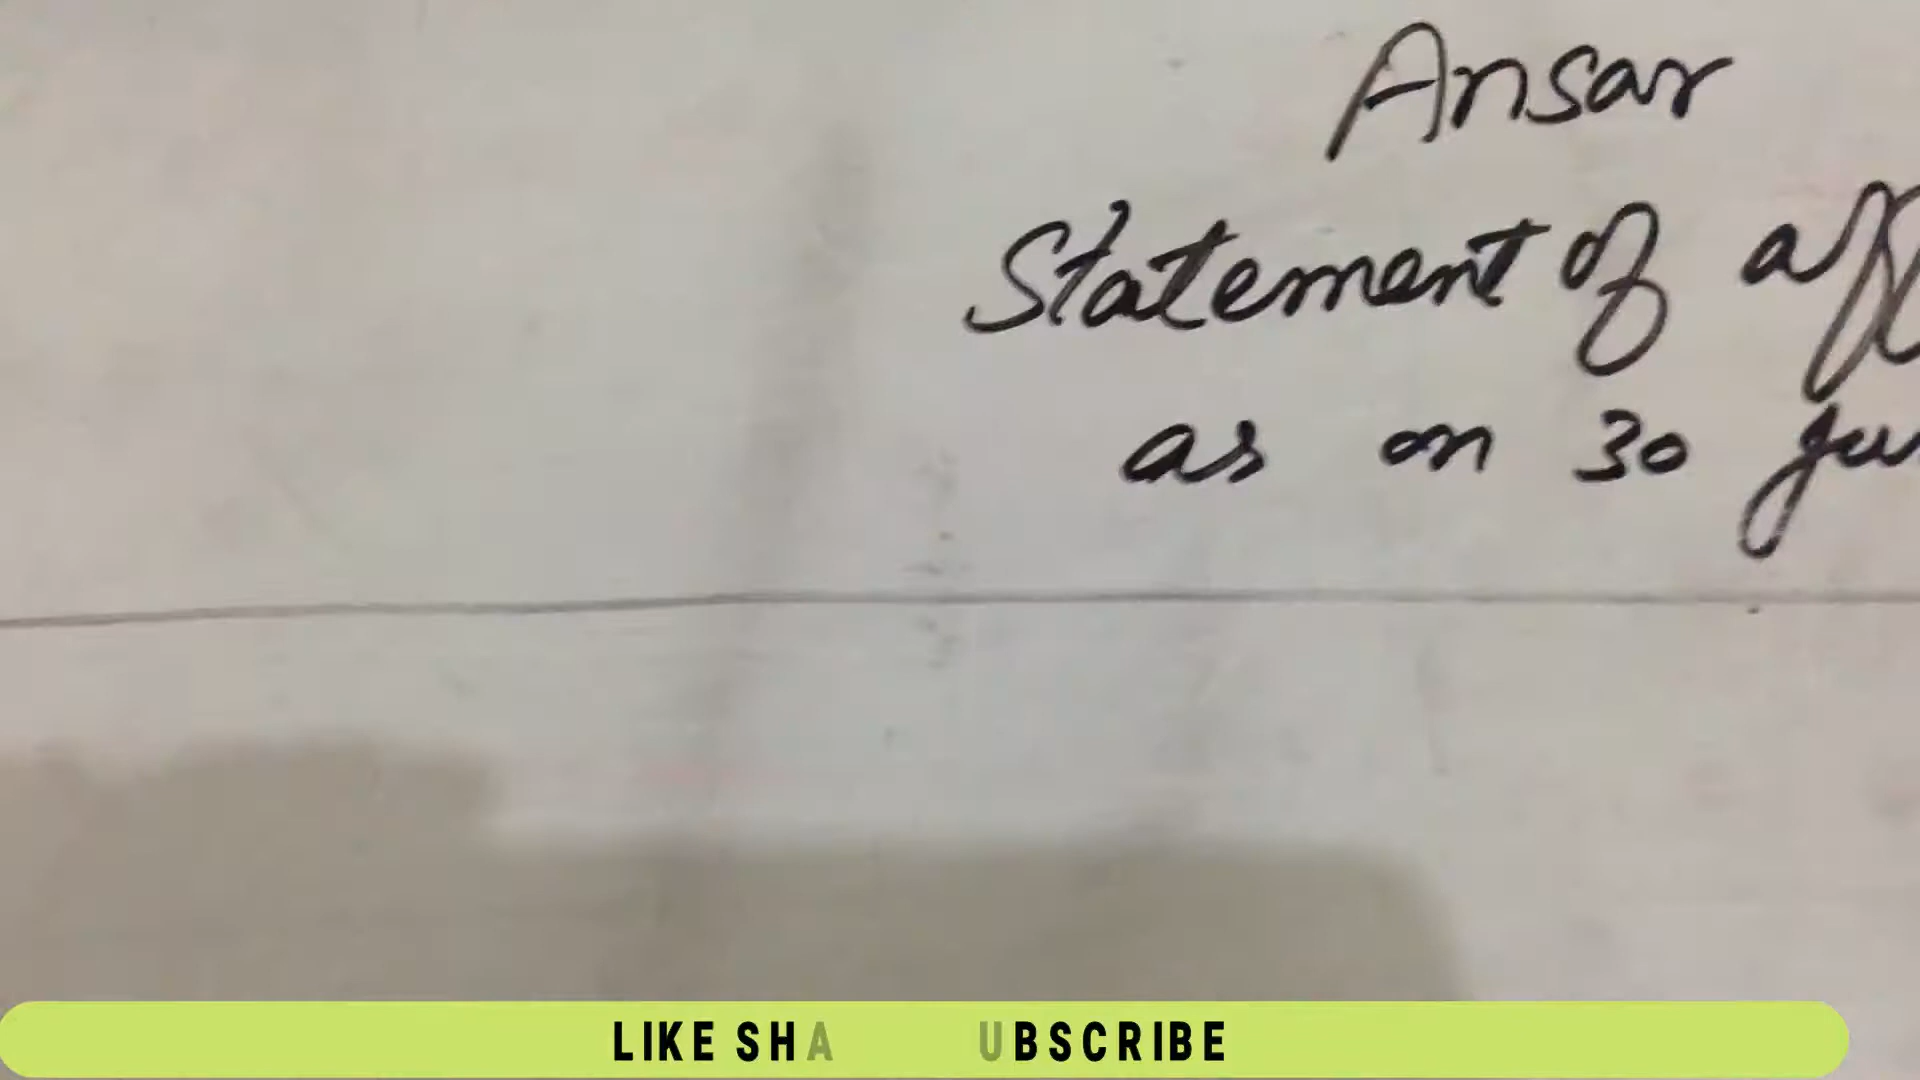 Ansar
Statement of
as on 30
LIKE SHA UBSCRIBE